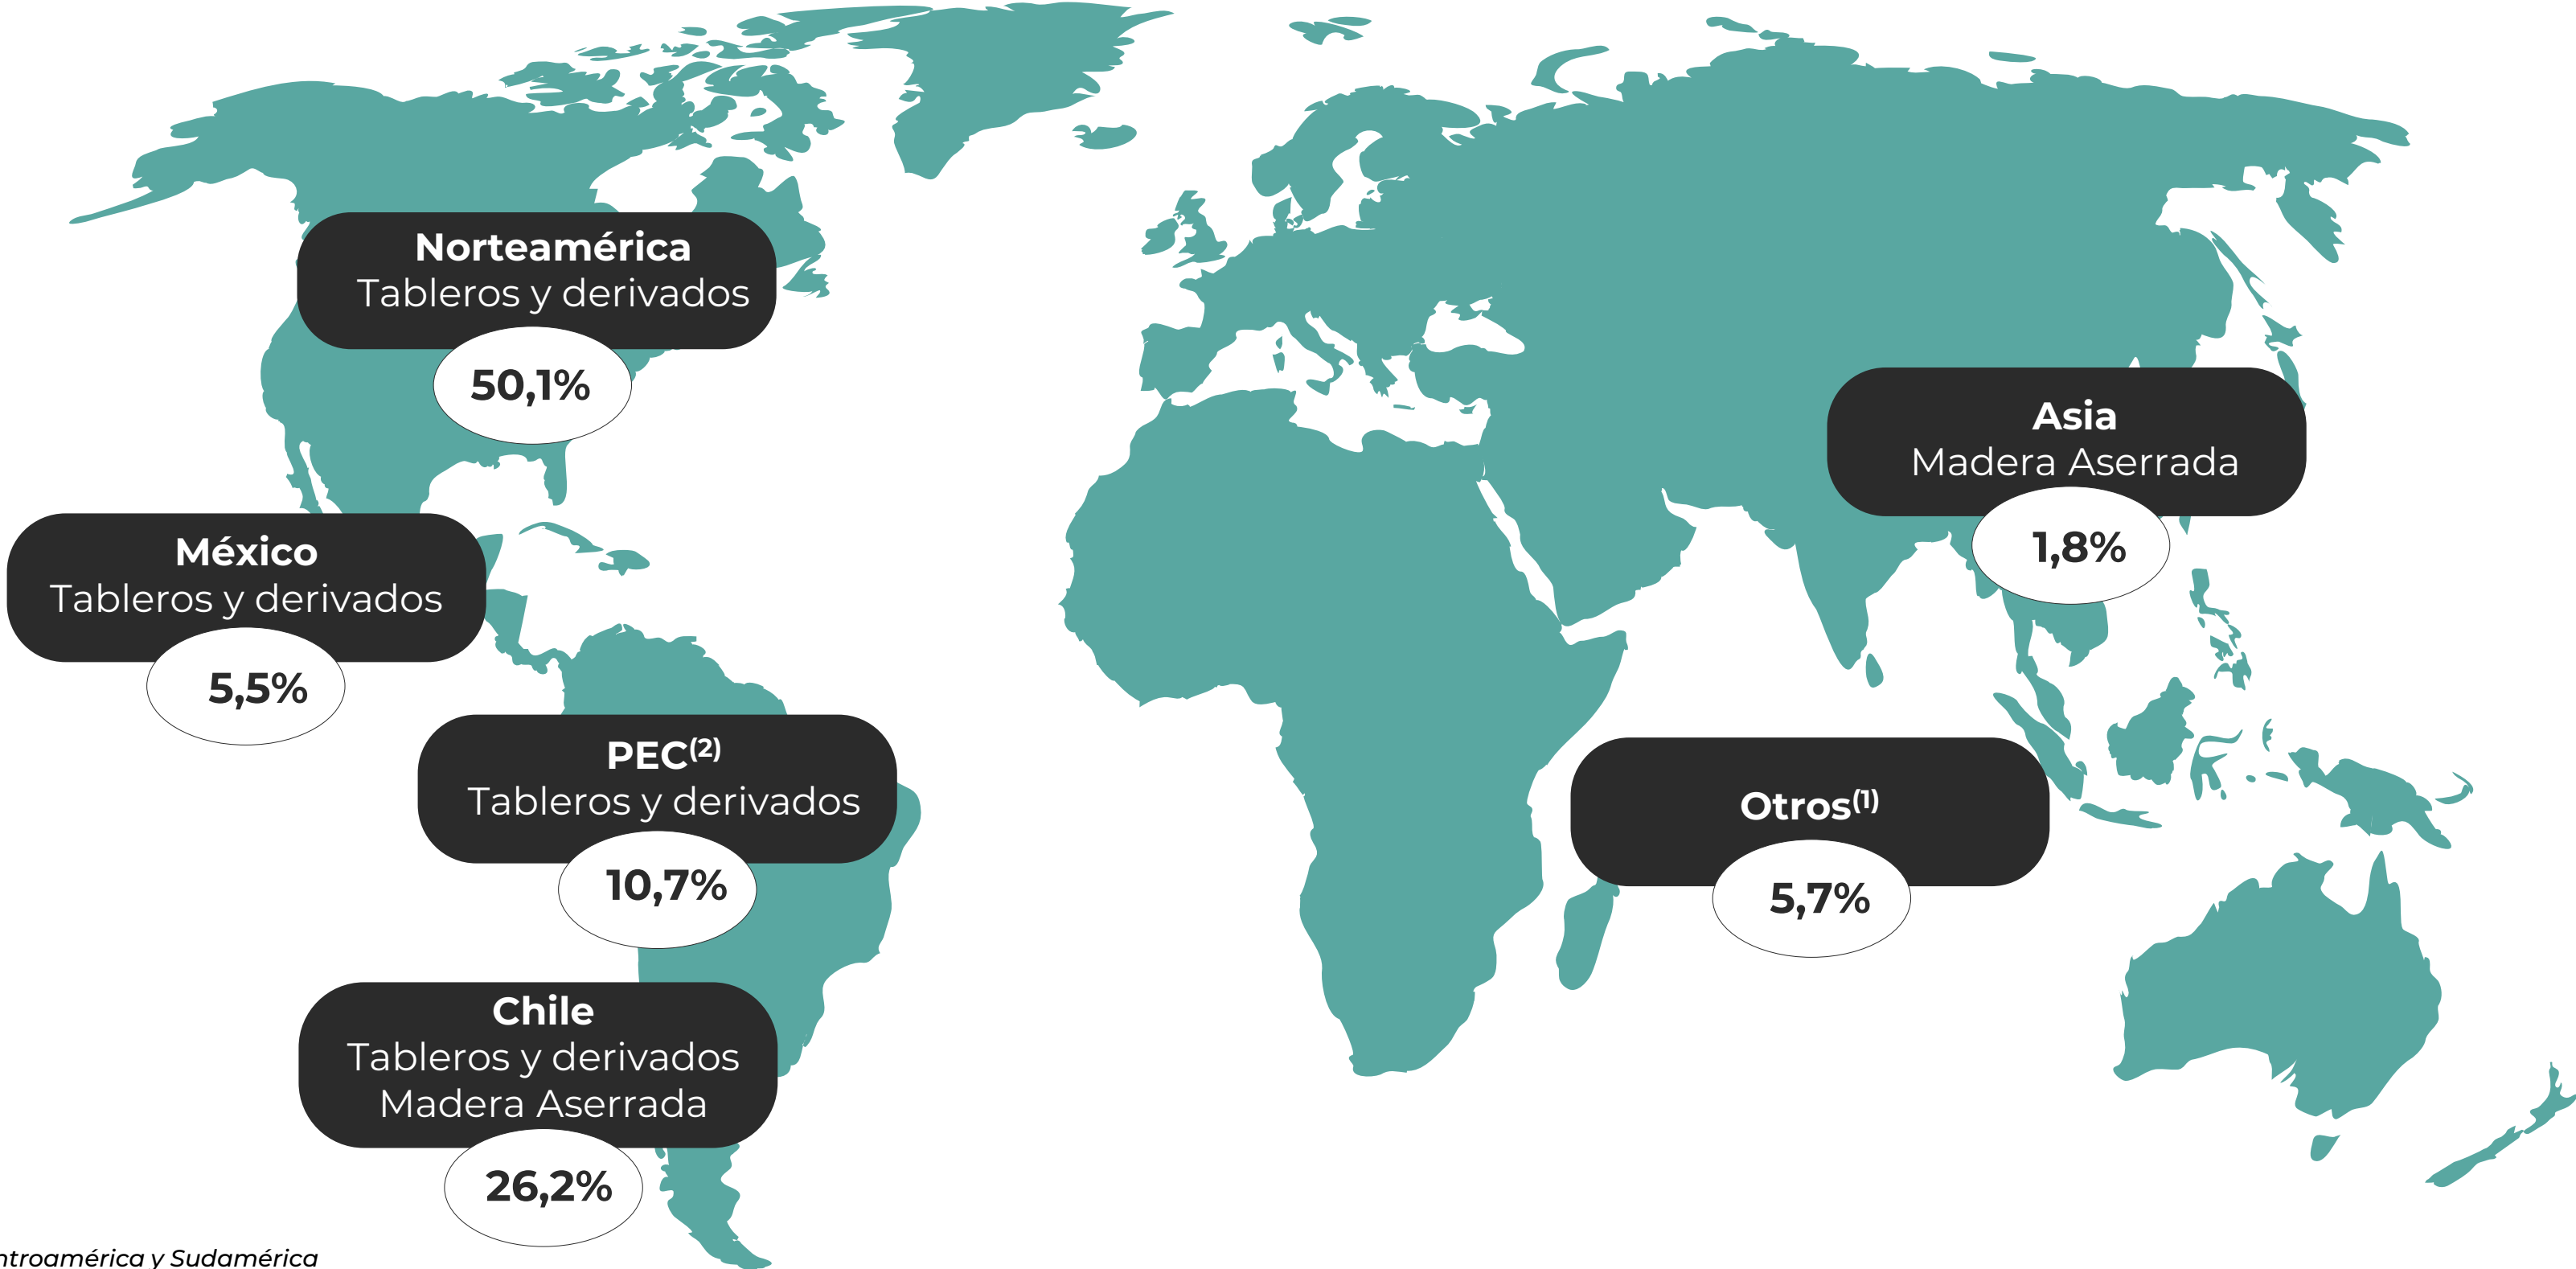 Norteamérica
Tableros y derivados
50,1%
Asia
Madera Aserrada
1,8%
México
Tableros y derivados
5,5%
PEC(2)
Tableros y derivados
10,7%
Otros(1)
5,7%
Chile
Tableros y derivados
Madera Aserrada
26,2%
y Sudamérica